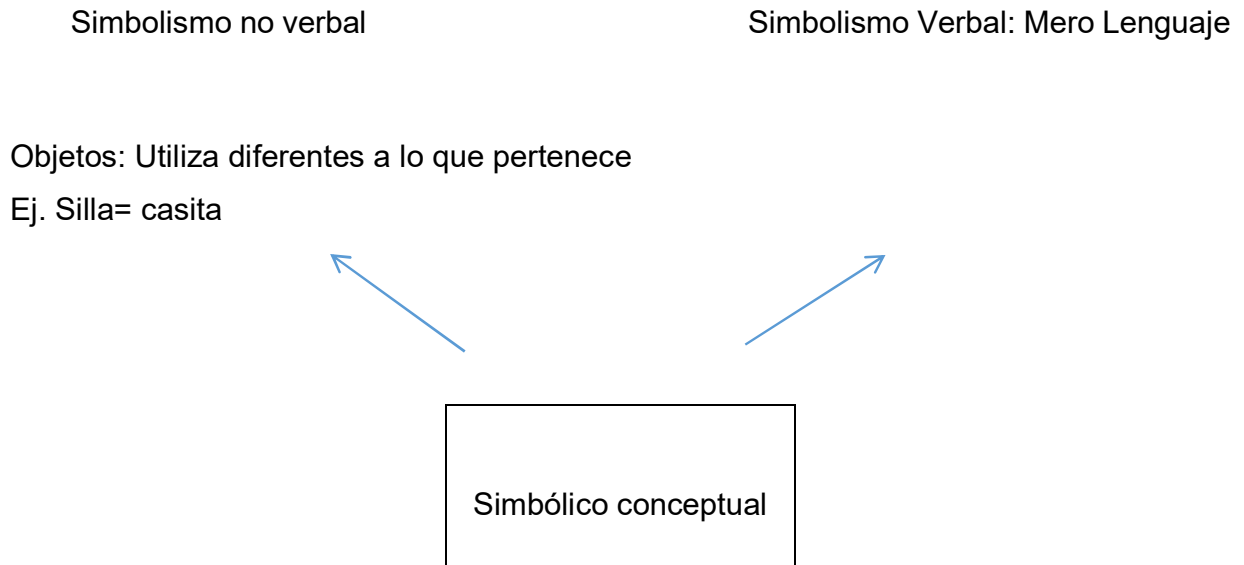 Simbolismo no verbal
Simbolismo Verbal: Mero Lenguaje
Objetos: Utiliza diferentes a lo que pertenece
Ej. Silla= casita
Simbólico conceptual